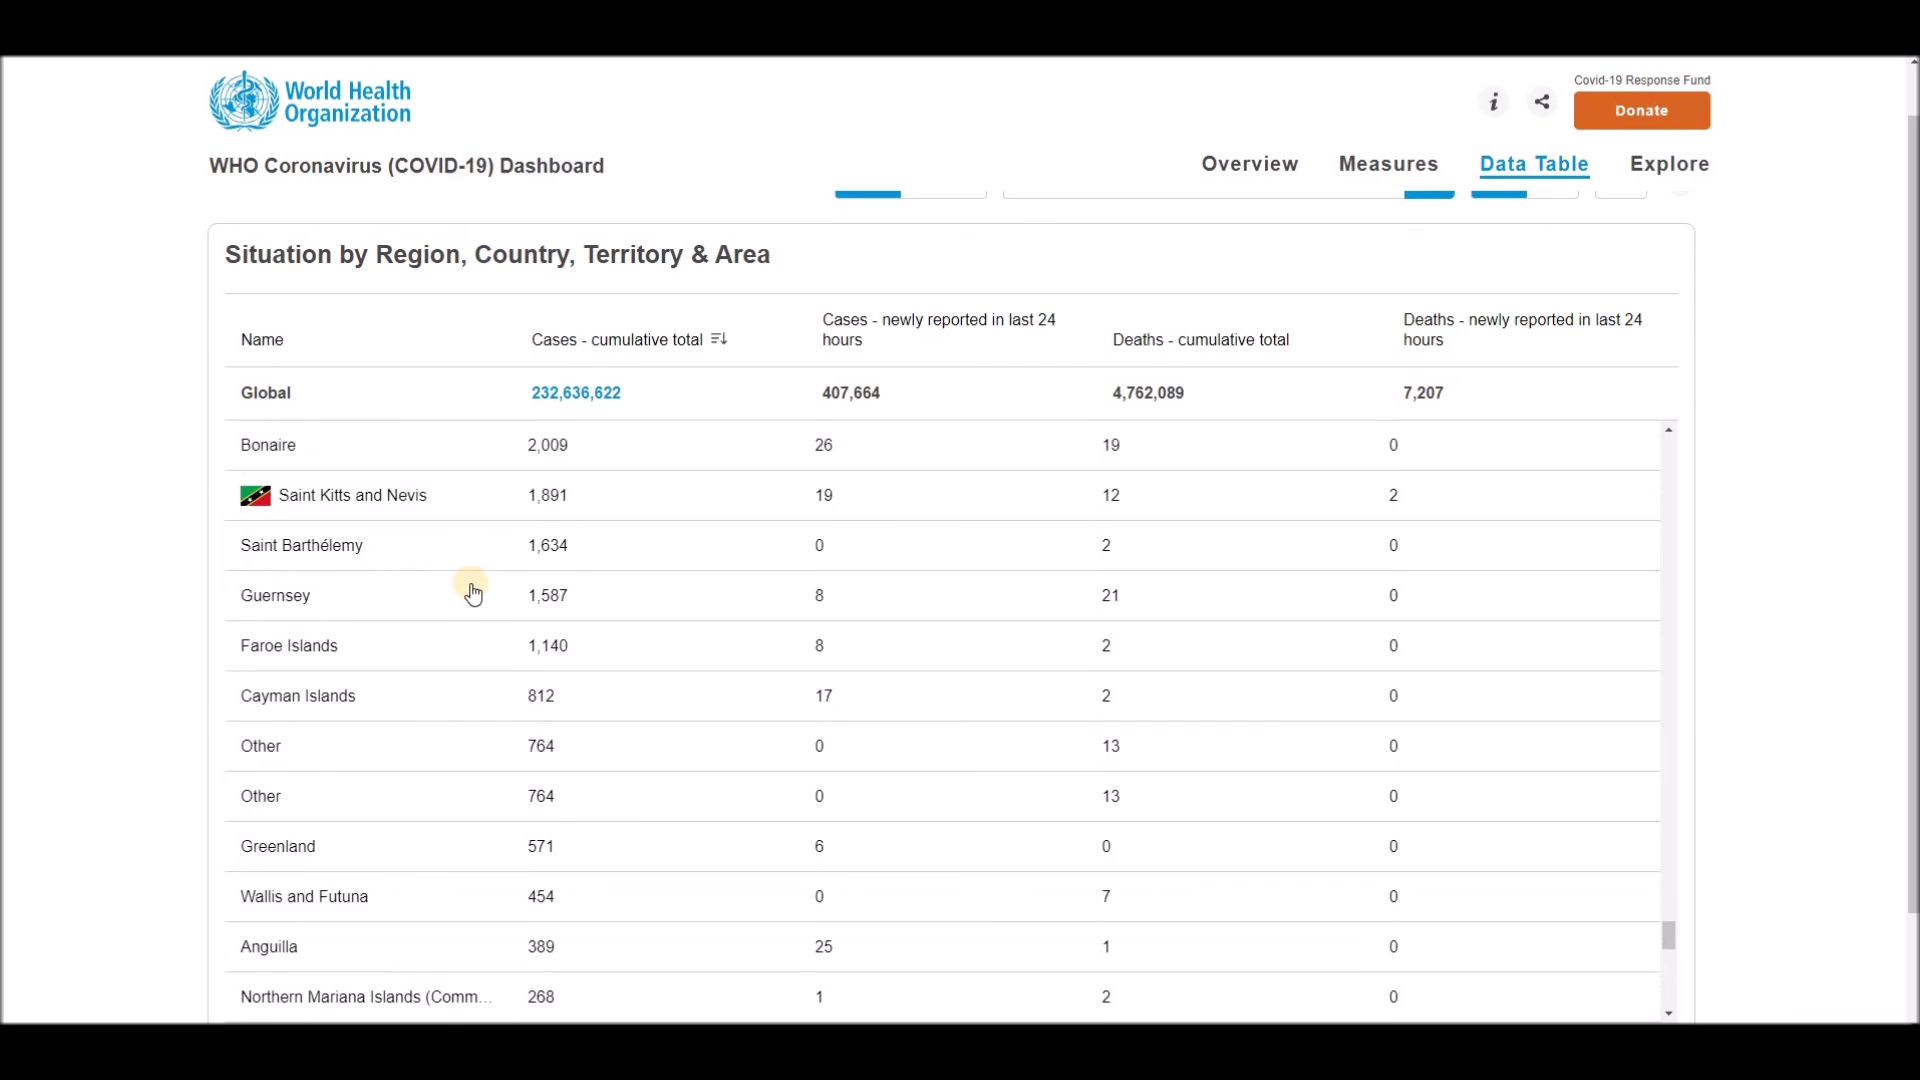 World Health
Organization
Covid-19 Response Fund
Donate
WHO Coronavirus (COVID-19) Dashboard
Overview Measures Data Table Explore
Situation by Region, Country, Territory & Area
Name Cases - cumulative total Cases - newly reported in last 24 hours Deaths - cumulative total Deaths - newly reported in last 24 hours
Global 232,636,622 407,664 4,762,089 7,207
Bonaire 2,009 26 19 0
Saint Kitts and Nevis 1,891 19 12 2
Saint Barthélemy 1,634 0 2 0
Guernsey 1,587 8 21 0
Faroe Islands 1,140 8 2 0
Cayman Islands 812 17 2 0
Other 764 0 13 0
Other 764 0 13 0
Greenland 571 6 0 0
Wallis and Futuna 454 0 7 0
Anguilla 389 25 1 0
Northern Mariana Islands (Comm... 268 1 2 0